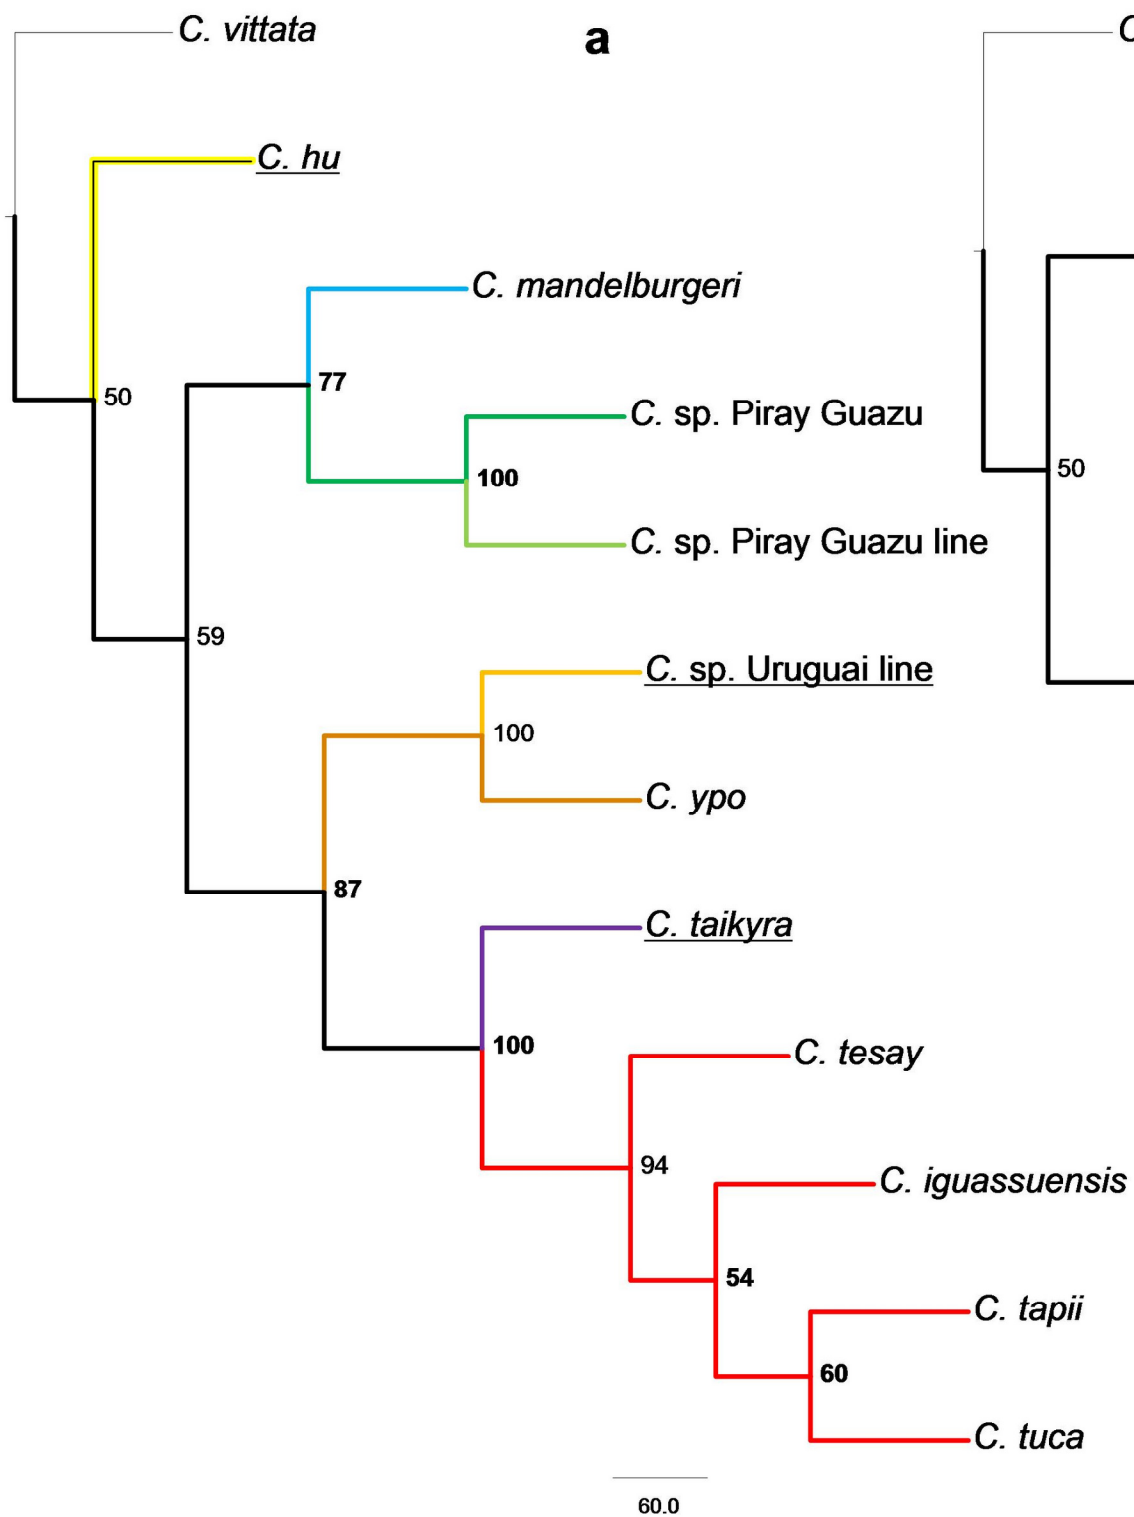 C. vittata
a
C
C. hu
C. mandelburgeri
50
77
C. sp. Piray Guazu
50
100
C. sp. Piray Guazu line
59
C. sp. Uruguai line
100
C. ypo
87
C. taikyra
100
C. tesay
94
C. iguassuensis
54
C. tapii
60
C. tuca
60.0